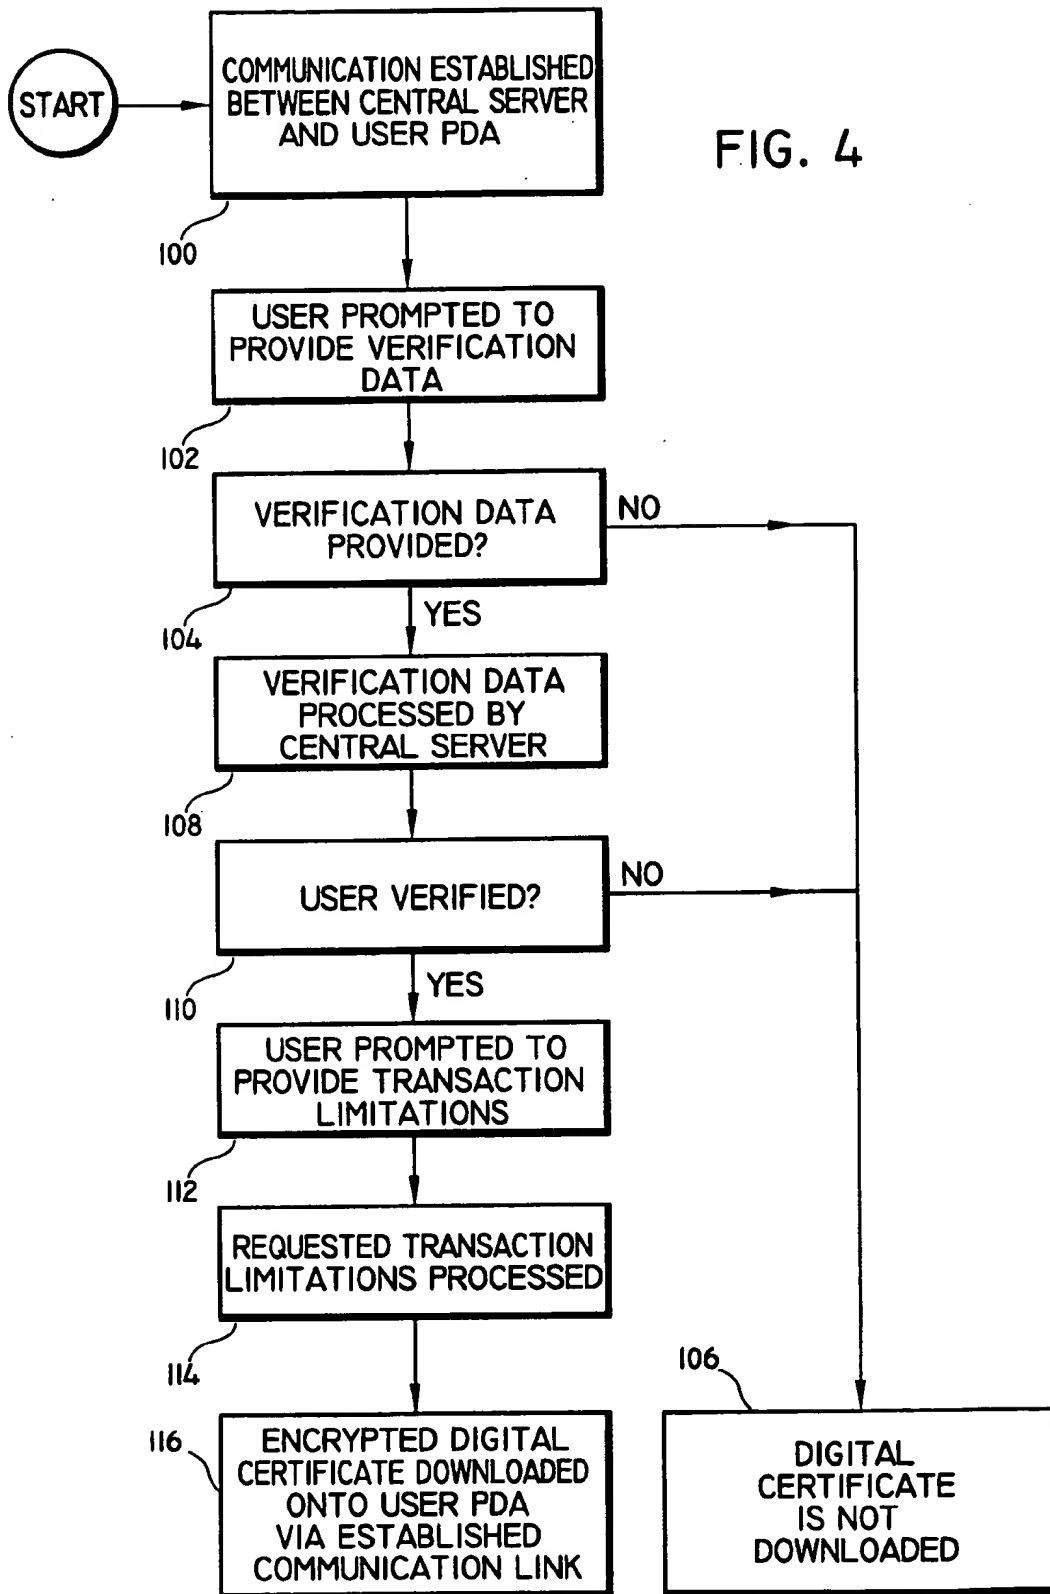 START
COMMUNICATION ESTABLISHED
BETWEEN CENTRAL SERVER
AND USER PDA
FIG. 4
100
USER PROMPTED TO
PROVIDE VERIFICATION
DATA
102
VERIFICATION DATA
PROVIDED?
NO
104
YES
VERIFICATION DATA
PROCESSED BY
CENTRAL SERVER
108
USER VERIFIED?
NO
110
YES
USER PROMPTED TO
PROVIDE TRANSACTION
LIMITATIONS
112
REQUESTED TRANSACTION
LIMITATIONS PROCESSED
114
116
ENCRYPTED DIGITAL
CERTIFICATE DOWNLOADED
ONTO USER PDA
VIA ESTABLISHED
COMMUNICATION LINK
106
DIGITAL
CERTIFICATE
IS NOT
DOWNLOADED